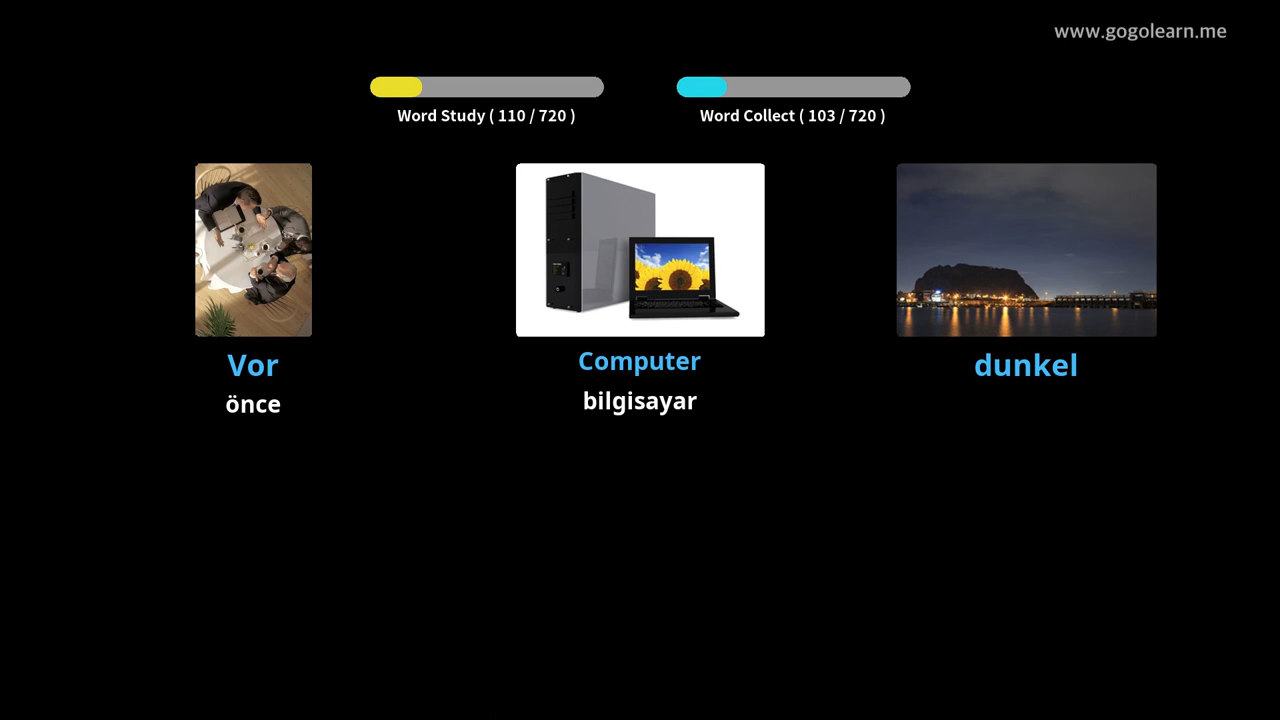 www.gogolearn.me
Word Study ( 110 / 720 )
Word Collect ( 103 / 720 )
Vor
önce
Computer
bilgisayar
dunkel